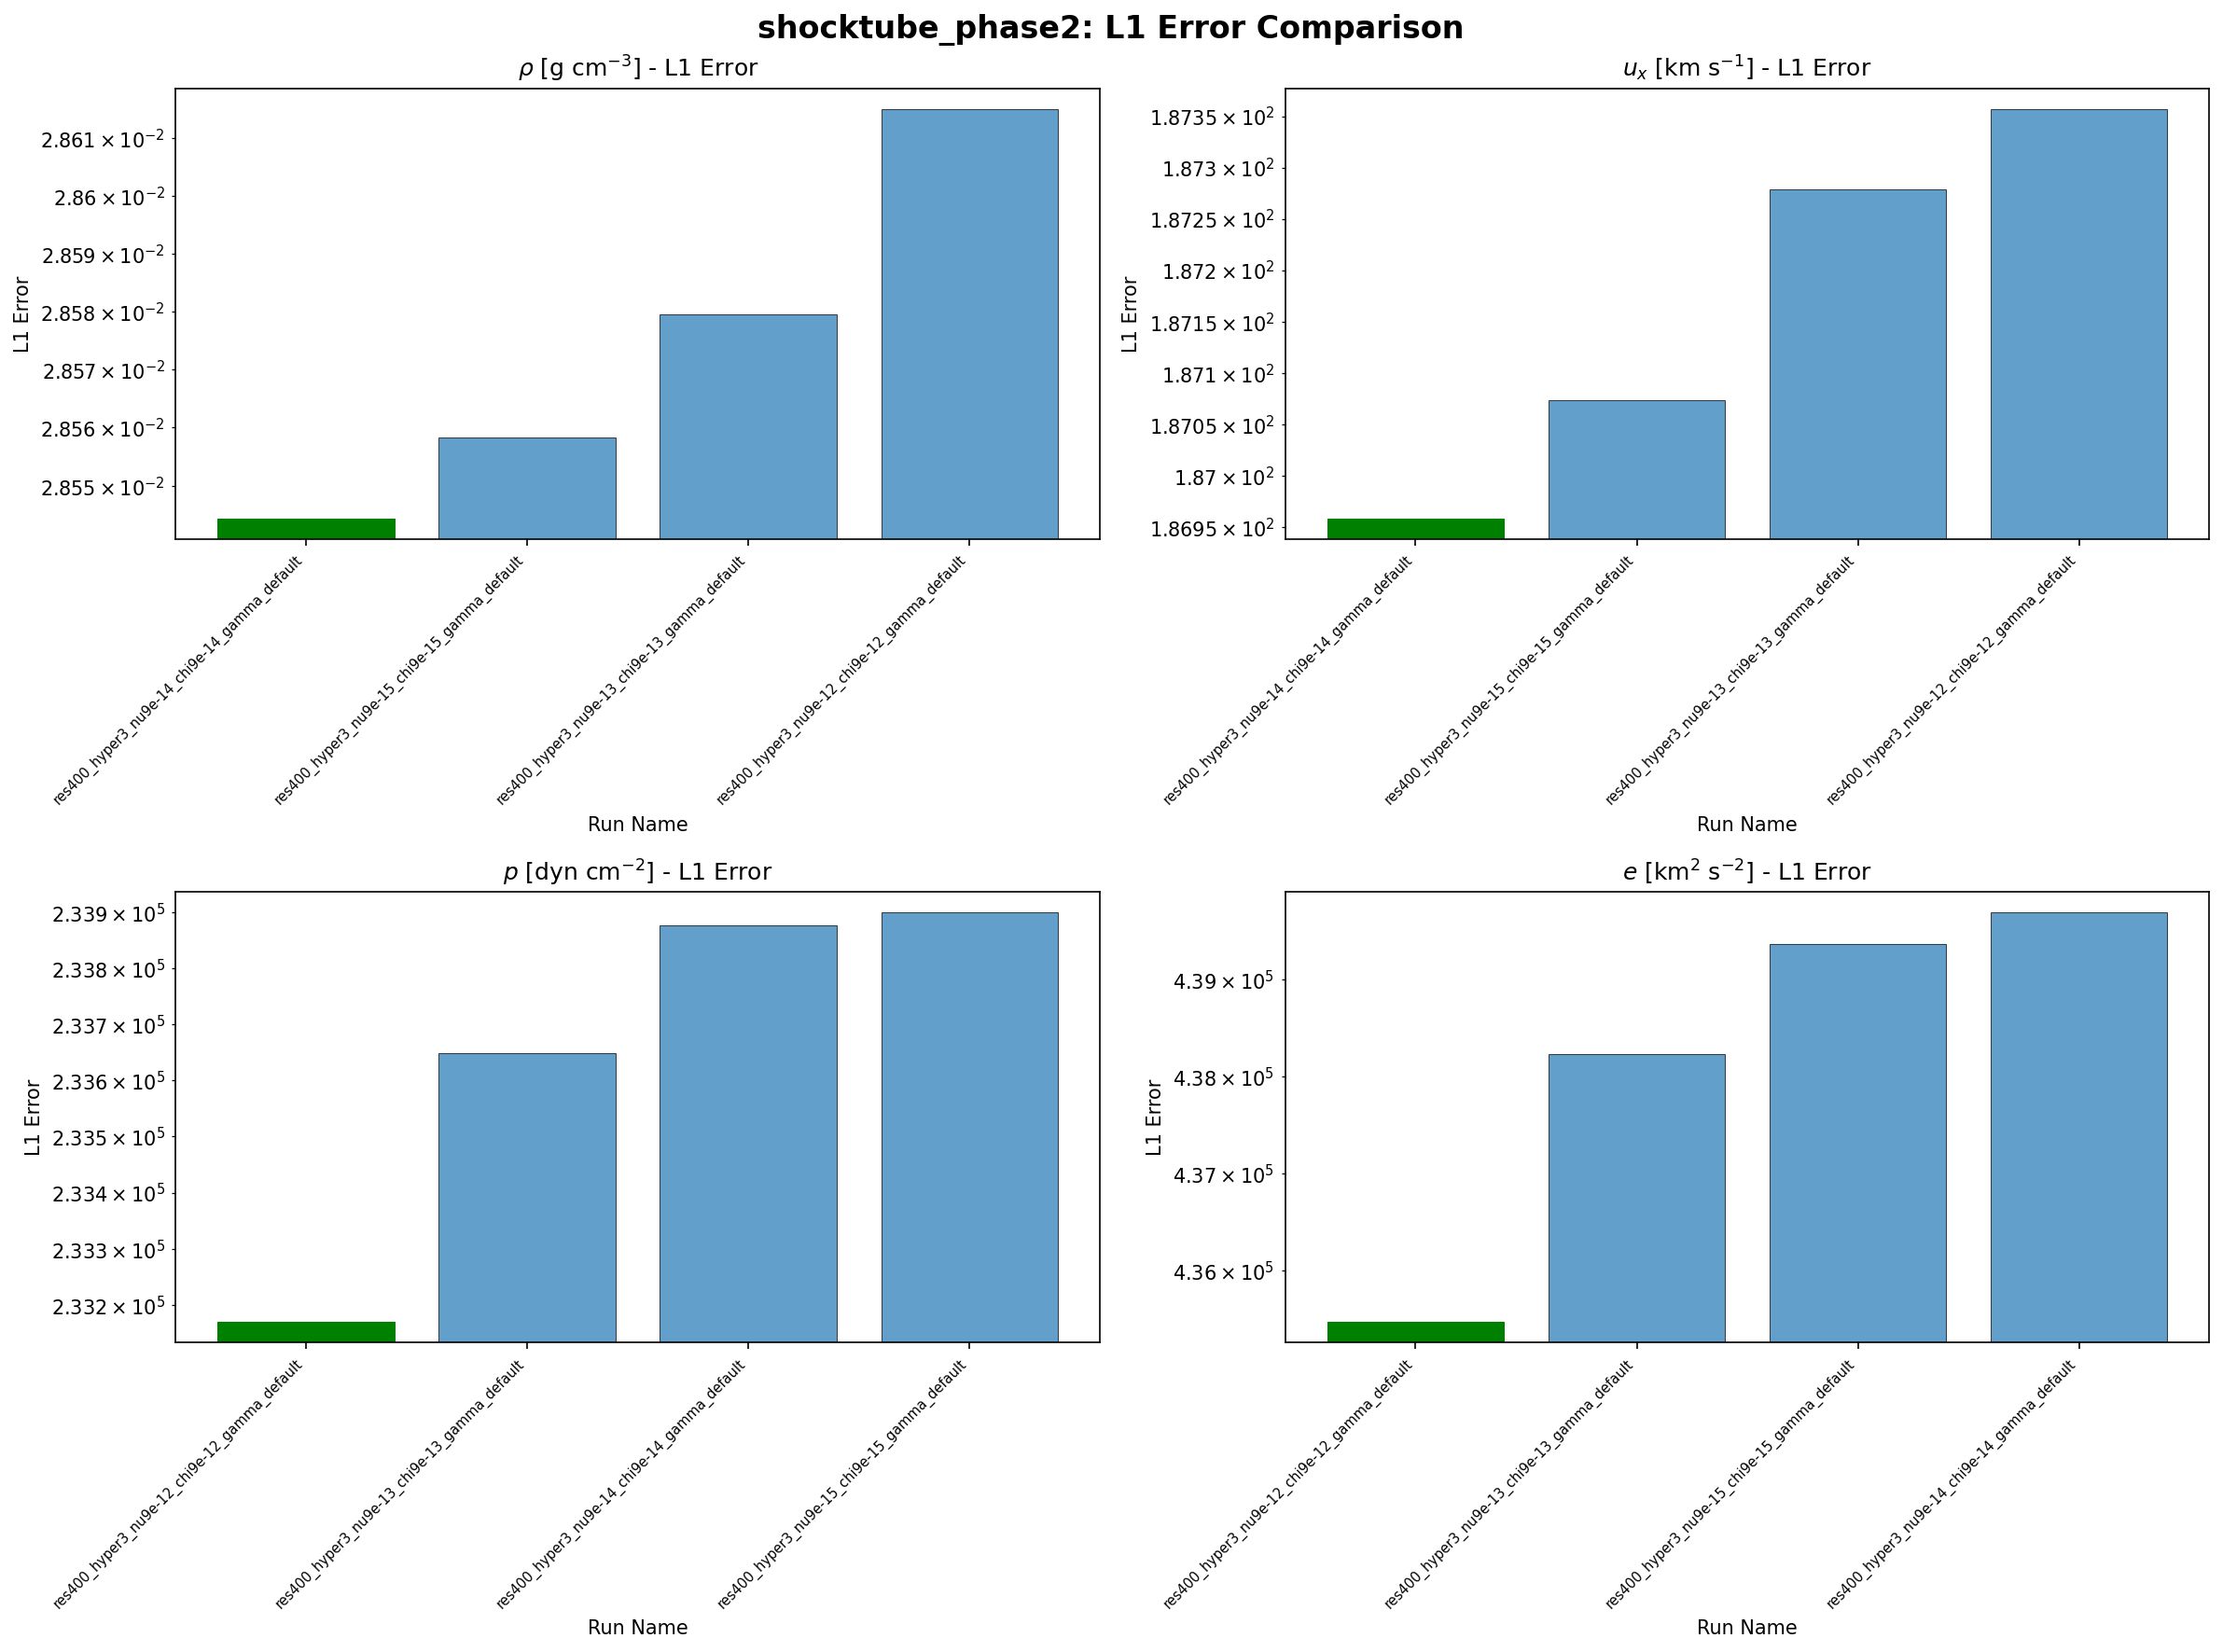 shocktube_phase2: L1 Error Comparison
ρ [g cm⁻³] - L1 Error
L1 Error
2.861 × 10⁻²
2.86 × 10⁻²
2.859 × 10⁻²
2.858 × 10⁻²
2.857 × 10⁻²
2.856 × 10⁻²
2.855 × 10⁻²
res400_hyper3_nu9e-14_chi9e-14_gamma_default
res400_hyper3_nu9e-15_chi9e-15_gamma_default
res400_hyper3_nu9e-13_chi9e-13_gamma_default
res400_hyper3_nu9e-12_chi9e-12_gamma_default
Run Name
uₓ [km s⁻¹] - L1 Error
L1 Error
1.8735 × 10²
1.873 × 10²
1.8725 × 10²
1.872 × 10²
1.8715 × 10²
1.871 × 10²
1.8705 × 10²
1.87 × 10²
1.8695 × 10²
res400_hyper3_nu9e-14_chi9e-14_gamma_default
res400_hyper3_nu9e-15_chi9e-15_gamma_default
res400_hyper3_nu9e-13_chi9e-13_gamma_default
res400_hyper3_nu9e-12_chi9e-12_gamma_default
Run Name
p [dyn cm⁻²] - L1 Error
L1 Error
2.339 × 10⁵
2.338 × 10⁵
2.337 × 10⁵
2.336 × 10⁵
2.335 × 10⁵
2.334 × 10⁵
2.333 × 10⁵
2.332 × 10⁵
res400_hyper3_nu9e-12_chi9e-12_gamma_default
res400_hyper3_nu9e-13_chi9e-13_gamma_default
res400_hyper3_nu9e-14_chi9e-14_gamma_default
res400_hyper3_nu9e-15_chi9e-15_gamma_default
Run Name
e [km² s⁻²] - L1 Error
L1 Error
4.39 × 10⁵
4.38 × 10⁵
4.37 × 10⁵
4.36 × 10⁵
res400_hyper3_nu9e-12_chi9e-12_gamma_default
res400_hyper3_nu9e-13_chi9e-13_gamma_default
res400_hyper3_nu9e-15_chi9e-15_gamma_default
res400_hyper3_nu9e-14_chi9e-14_gamma_default
Run Name